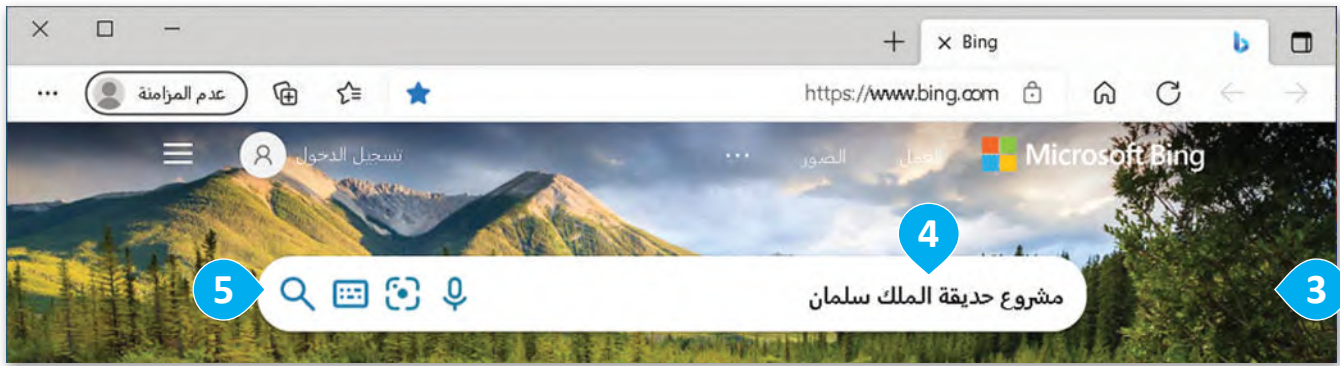 Bing
عدم المزامنة
https://www.bing.com
Microsoft Bing العمل الصور ... تسجيل الدخول
4
مشروع حديقة الملك سلمان
3
5